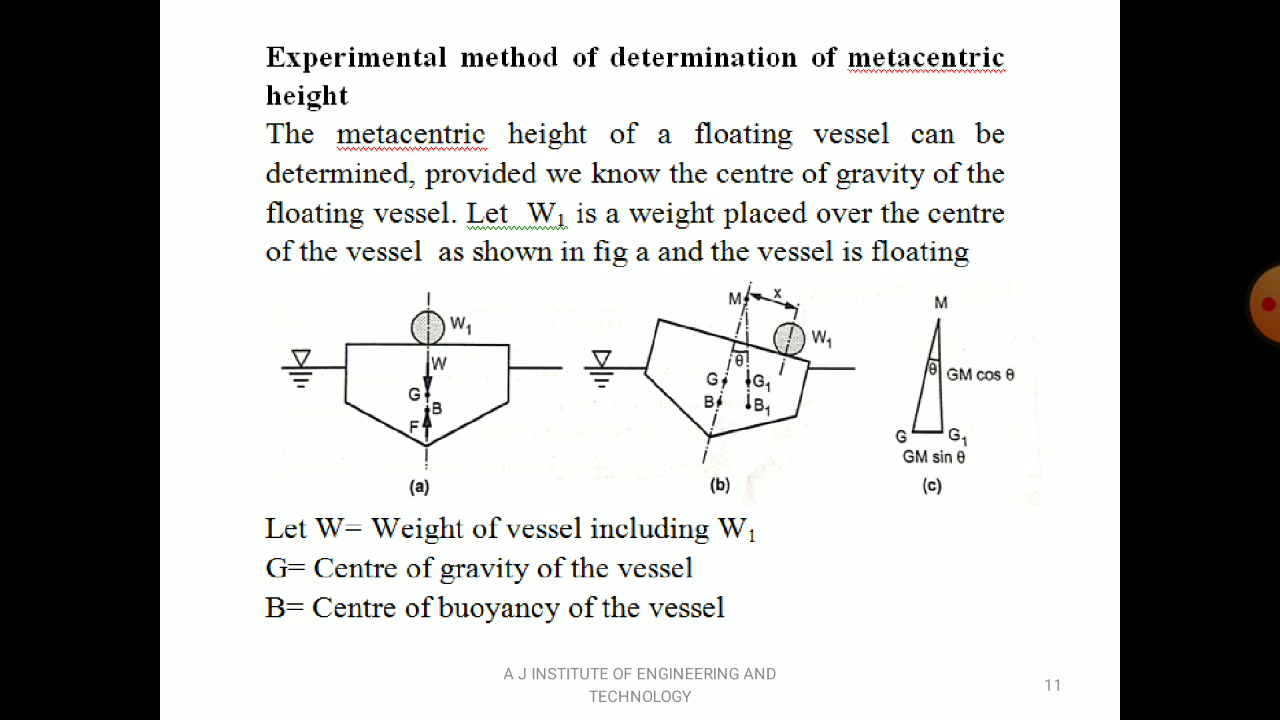 Experimental method of determination of metacentric
height
The metacentric height of a floating vessel can be
determined, provided we know the centre of gravity of the
floating vessel. Let W₁ is a weight placed over the centre
of the vessel as shown in fig a and the vessel is floating
W₁
W
G
B
F
(a)
M
x
W₁
θ
G
G₁
B
B₁
(b)
M
θ
GM cos θ
G
G₁
GM sin θ
(c)
Let W= Weight of vessel including W₁
G= Centre of gravity of the vessel
B= Centre of buoyancy of the vessel
A J INSTITUTE OF ENGINEERING AND
TECHNOLOGY
11